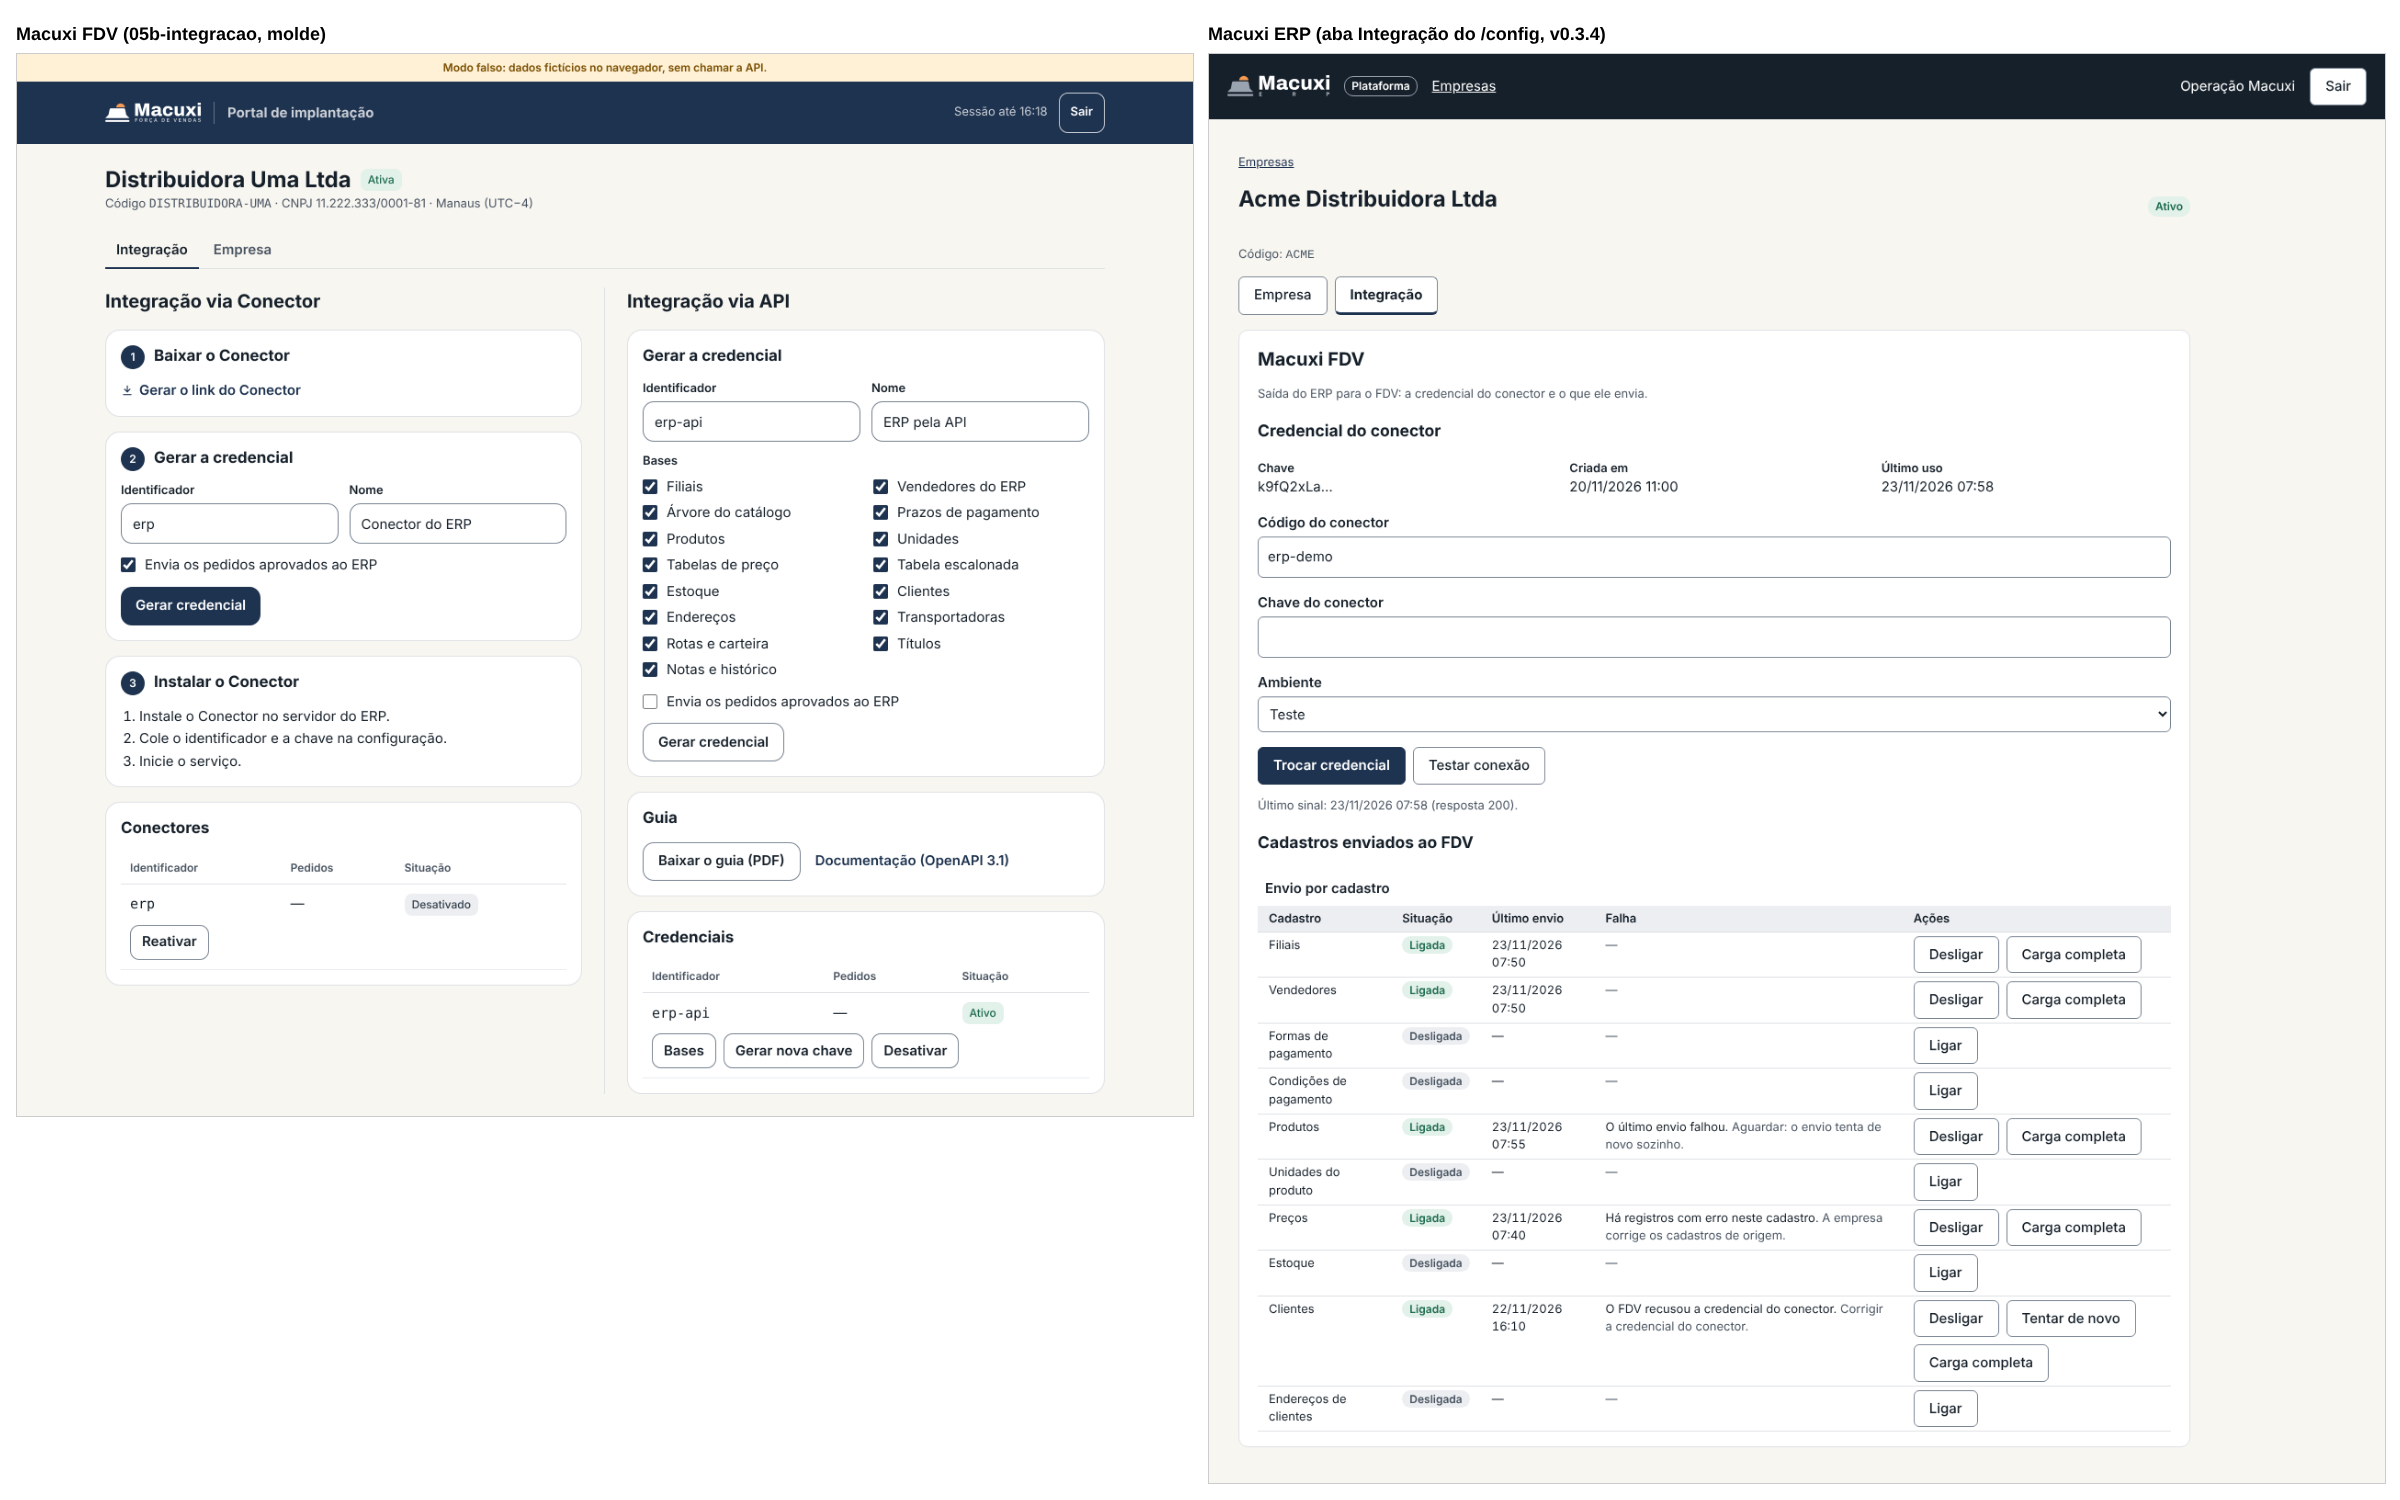 Macuxi FDV (05b-integracao, molde)
Modo falso: dados fictícios no navegador, sem chamar a API.
Macuxi
FORÇA DE VENDAS
Portal de implantação
Sessão até 16:18
Sair
Distribuidora Uma Ltda
Ativa
Código DISTRIBUIDORA-UMA · CNPJ 11.222.333/0001-81 · Manaus (UTC−4)
Integração
Empresa
Integração via Conector
1 Baixar o Conector
Gerar o link do Conector
2 Gerar a credencial
Identificador
Nome
erp
Conector do ERP
Envia os pedidos aprovados ao ERP
Gerar credencial
3 Instalar o Conector
1. Instale o Conector no servidor do ERP.
2. Cole o identificador e a chave na configuração.
3. Inicie o serviço.
Conectores
Identificador Pedidos Situação
erp — Desativado
Reativar
Integração via API
Gerar a credencial
Identificador
Nome
erp-api
ERP pela API
Bases
Filiais
Vendedores do ERP
Árvore do catálogo
Prazos de pagamento
Produtos
Unidades
Tabelas de preço
Tabela escalonada
Estoque
Clientes
Endereços
Transportadoras
Rotas e carteira
Títulos
Notas e histórico
Envia os pedidos aprovados ao ERP
Gerar credencial
Guia
Baixar o guia (PDF)
Documentação (OpenAPI 3.1)
Credenciais
Identificador Pedidos Situação
erp-api — Ativo
Bases
Gerar nova chave
Desativar
Macuxi ERP (aba Integração do /config, v0.3.4)
Macuxi
E R P
Plataforma
Empresas
Operação Macuxi
Sair
Empresas
Acme Distribuidora Ltda
Ativo
Código: ACME
Empresa
Integração
Macuxi FDV
Saída do ERP para o FDV: a credencial do conector e o que ele envia.
Credencial do conector
Chave Criada em Último uso
k9fQ2xLa... 20/11/2026 11:00 23/11/2026 07:58
Código do conector
erp-demo
Chave do conector
Ambiente
Teste
Trocar credencial
Testar conexão
Último sinal: 23/11/2026 07:58 (resposta 200).
Cadastros enviados ao FDV
Envio por cadastro
Cadastro Situação Último envio Falha Ações
Filiais Ligada 23/11/2026 — Desligar Carga completa
07:50
Vendedores Ligada 23/11/2026 — Desligar Carga completa
07:50
Formas de Desligada — — Ligar
pagamento
Condições de Desligada — — Ligar
pagamento
Produtos Ligada 23/11/2026 O último envio falhou. Aguardar: o envio tenta de Desligar Carga completa
07:55 novo sozinho.
Unidades do Desligada — — Ligar
produto
Preços Ligada 23/11/2026 Há registros com erro neste cadastro. A empresa Desligar Carga completa
07:40 corrige os cadastros de origem.
Estoque Desligada — — Ligar
Clientes Ligada 22/11/2026 O FDV recusou a credencial do conector. Corrigir Desligar Tentar de novo
16:10 a credencial do conector.
Carga completa
Endereços de Desligada — — Ligar
clientes